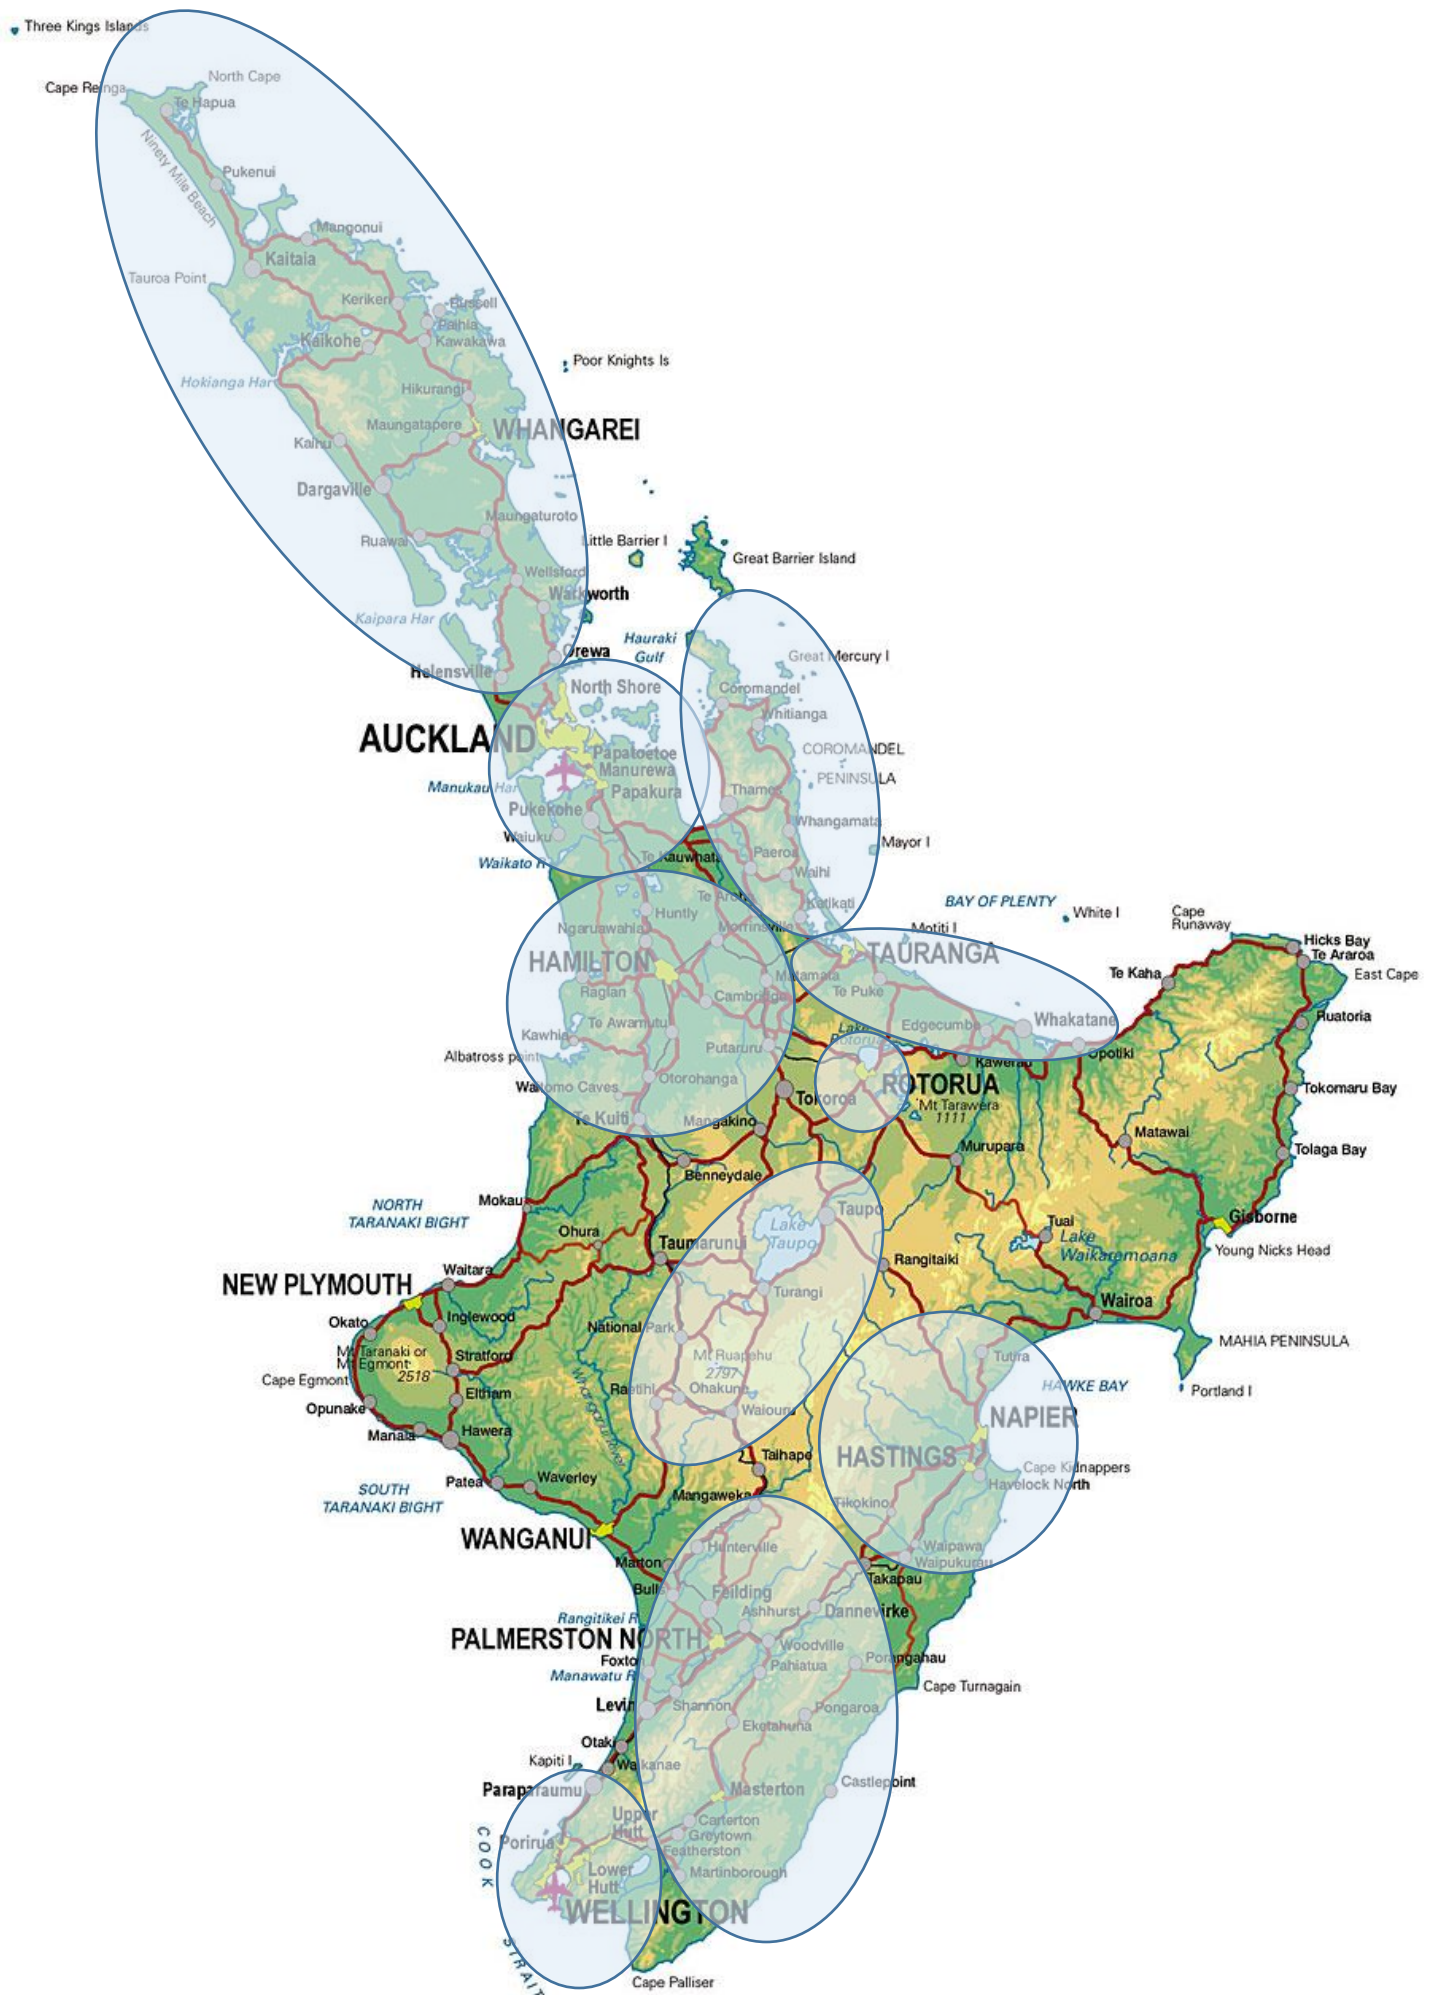 Three Kings Islands
North Cape
Cape Reinga
Te Hapua
Ninety Mile Beach
Pukenui
Mangonui
Kaitaia
Tauroa Point
Kerikeri
Russell
Paihia
Kaikohe
Kawakawa
Poor Knights Is
Hokianga Har
Hikurangi
Maungatapere
WHANGAREI
Kaihu
Dargaville
Maungaturoto
Ruawai
Little Barrier I
Great Barrier Island
Wellsford
Warkworth
Kaipara Har
Hauraki
Gulf
Orewa
Great Mercury I
Helensville
North Shore
Coromandel
Whitianga
AUCKLAND
COROMANDEL
PENINSULA
Papatoetoe
Manurewa
Manukau Har
Papakura
Thames
Pukekohe
Whangamata
Waiuku
Mayor I
Waikato R
Te Kauwhata
Paeroa
Waihi
Te Aroha
Katikati
BAY OF PLENTY
White I
Cape
Runaway
Huntly
Ngaruawahia
Morrinsville
Motiti I
Hicks Bay
Te Araroa
HAMILTON
TAURANGA
Te Kaha
East Cape
Matamata
Raglan
Cambridge
Te Puke
Te Awamutu
Edgecumbe
Whakatane
Ruatoria
Kawhia
Lake
Rotorua
Putaruru
Albatross point
Opotiki
Kawerau
Otorohanga
Waitomo Caves
ROTORUA
Tokoroa
Mt Tarawera
1111
Tokomaru Bay
Te Kuiti
Mangakino
Matawai
Murupara
Tolaga Bay
Benneydale
NORTH
TARANAKI BIGHT
Mokau
Taupo
Lake
Taupo
Ohura
Taumarunui
Tuai
Lake
Waikaremoana
Gisborne
Young Nicks Head
Rangitaiki
Waitara
NEW PLYMOUTH
Turangi
Wairoa
Okato
Inglewood
National Park
MAHIA PENINSULA
Mt Taranaki or
Mt Egmont
2518
Stratford
Mt Ruapehu
2797
Tutira
Cape Egmont
Eltham
Whanganui River
Raetihi
Ohakune
HAWKE BAY
Portland I
Opunake
Waiouru
NAPIER
Manaia
Hawera
Taihape
HASTINGS
Cape Kidnappers
Havelock North
Patea
Waverley
SOUTH
TARANAKI BIGHT
Mangaweka
Tikokino
WANGANUI
Hunterville
Waipawa
Waipukurau
Marton
Takapau
Bulls
Feilding
Ashhurst
Dannevirke
Rangitikei R
PALMERSTON NORTH
Woodville
Foxton
Pahiatua
Porangahau
Manawatu R
Cape Turnagain
Levin
Shannon
Pongaroa
Eketahuna
Otaki
Kapiti I
Waikanae
Paraparaumu
Masterton
Castlepoint
Upper
Hutt
Carterton
Greytown
Porirua
Featherston
COOK
Lower
Hutt
Martinborough
WELLINGTON
STRAIT
Cape Palliser